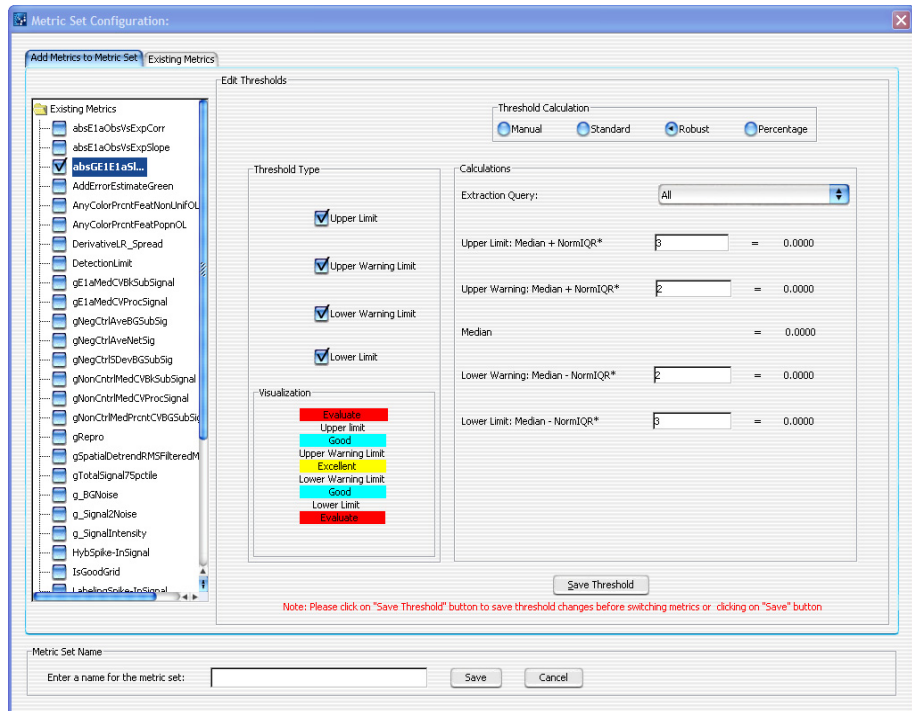 Metric Set Configuration:
Add Metrics to Metric Set
Existing Metrics
Edit Thresholds
Existing Metrics
absE1aObsVsExpCorr
absE1aObsVsExpSlope
absGE1E1aSl...
AddErrorEstimateGreen
AnyColorPrcntFeatNonUnifOL
AnyColorPrcntFeatPopnOL
DerivativeLR_Spread
DetectionLimit
gE1aMedCVBkSubSignal
gE1aMedCVProcSignal
gNegCtrlAveBGSubSig
gNegCtrlAveNetSig
gNegCtrlSDevBGSubSig
gNonCntrlMedCVBkSubSignal
gNonCntrlMedCVProcSignal
gNonCtrlMedPrcntCVBGSubSig
gRepro
gSpatialDetrendRMSFilteredM
gTotalSignal75pctile
g_BGNoise
g_Signal2Noise
g_SignalIntensity
HybSpike-InSignal
IsGoodGrid
LabelingSpike-InSignal
Threshold Calculation
Manual
Standard
Robust
Percentage
Threshold Type
Upper Limit
Upper Warning Limit
Lower Warning Limit
Lower Limit
Visualization
Evaluate
Upper limit
Good
Upper Warning Limit
Excellent
Lower Warning Limit
Good
Lower Limit
Evaluate
Calculations
Extraction Query:
All
Upper Limit: Median + NormIQR*
3
=
0.0000
Upper Warning: Median + NormIQR*
2
=
0.0000
Median
=
0.0000
Lower Warning: Median - NormIQR*
2
=
0.0000
Lower Limit: Median - NormIQR*
3
=
0.0000
Save Threshold
Note: Please click on "Save Threshold" button to save threshold changes before switching metrics or clicking on "Save" button
Metric Set Name
Enter a name for the metric set:
Save
Cancel